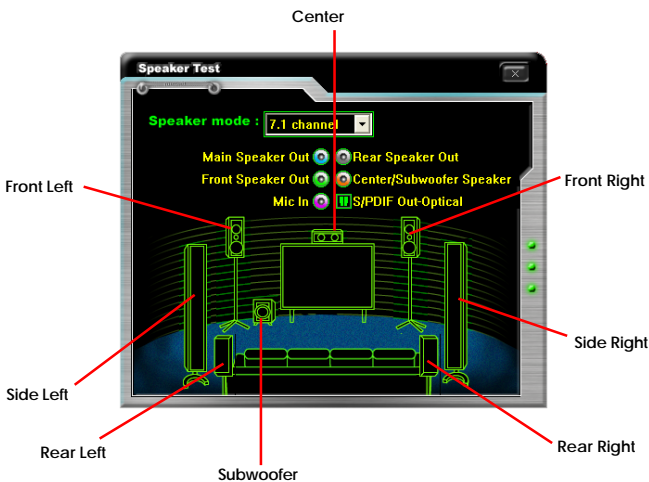 Center
Speaker Test
Speaker mode : 7.1 channel
Main Speaker Out Rear Speaker Out
Front Speaker Out Center/Subwoofer Speaker
Mic In S/PDIF Out-Optical
Front Left
Front Right
Side Right
Side Left
Rear Left
Rear Right
Subwoofer